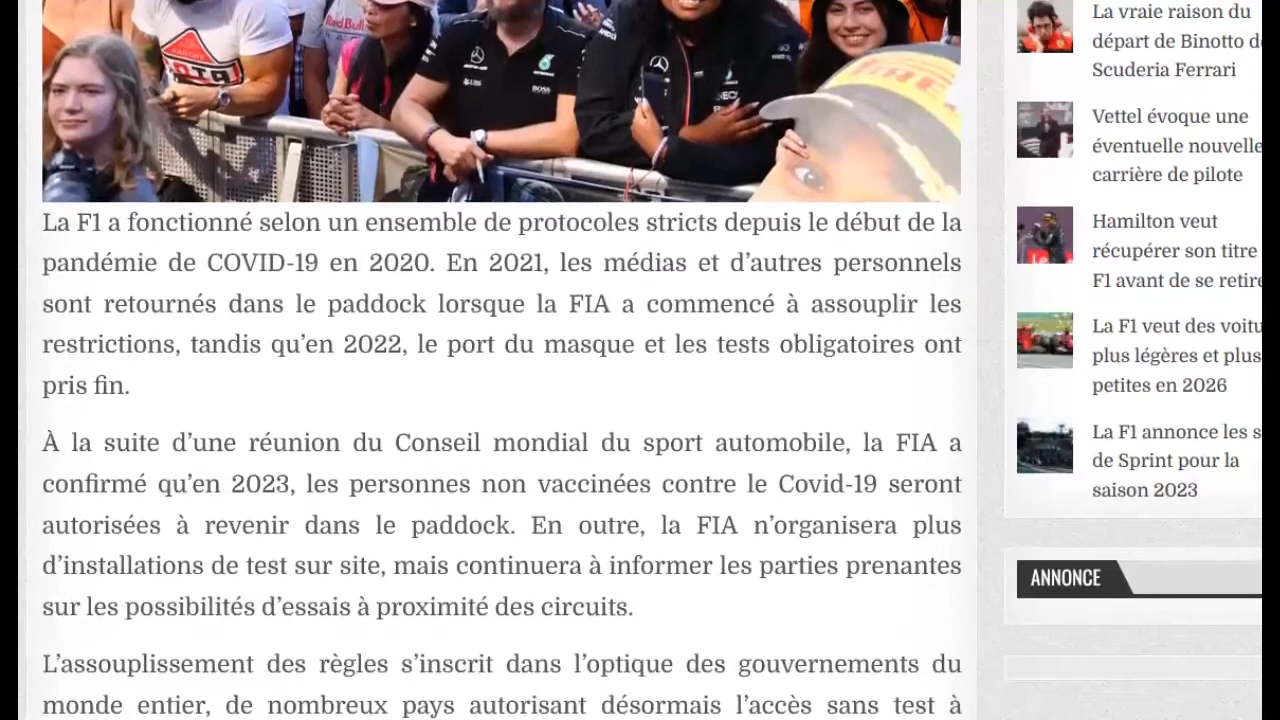 RedBull
BOSS
La F1 a fonctionné selon un ensemble de protocoles stricts depuis le début de la
pandémie de COVID-19 en 2020. En 2021, les médias et d’autres personnels
sont retournés dans le paddock lorsque la FIA a commencé à assouplir les
restrictions, tandis qu’en 2022, le port du masque et les tests obligatoires ont
pris fin.
À la suite d’une réunion du Conseil mondial du sport automobile, la FIA a
confirmé qu’en 2023, les personnes non vaccinées contre le Covid-19 seront
autorisées à revenir dans le paddock. En outre, la FIA n’organisera plus
d’installations de test sur site, mais continuera à informer les parties prenantes
sur les possibilités d’essais à proximité des circuits.
L’assouplissement des règles s’inscrit dans l’optique des gouvernements du
monde entier, de nombreux pays autorisant désormais l’accès sans test à
La vraie raison du
départ de Binotto d
Scuderia Ferrari
Vettel évoque une
éventuelle nouvelle
carrière de pilote
Hamilton veut
récupérer son titre
F1 avant de se retire
La F1 veut des voitu
plus légères et plus
petites en 2026
La F1 annonce les s
de Sprint pour la
saison 2023
ANNONCE